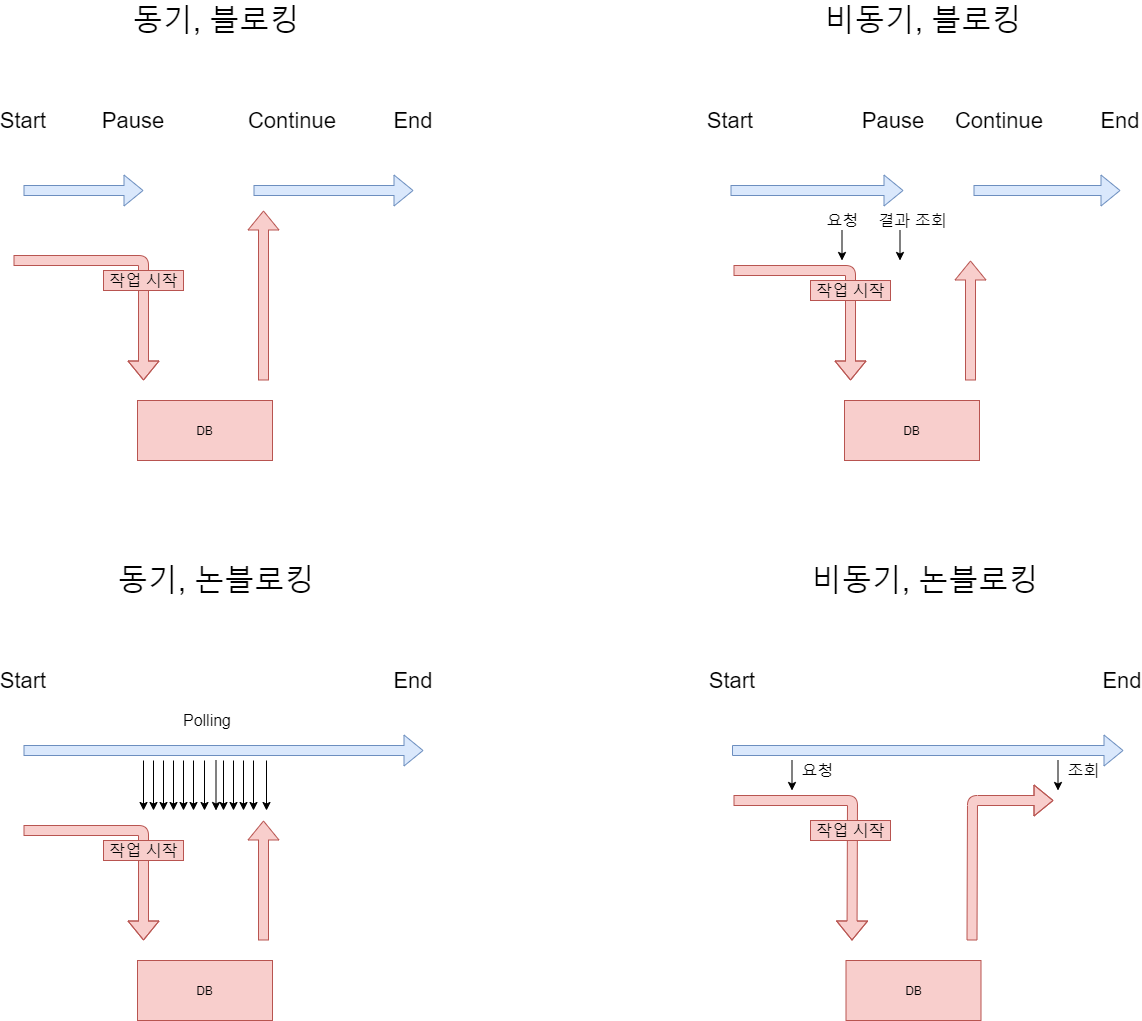 동기, 블로킹
Start Pause Continue End
작업 시작
DB
비동기, 블로킹
Start Pause Continue End
요청 결과 조회
작업 시작
DB
동기, 논블로킹
Start End
Polling
작업 시작
DB
비동기, 논블로킹
Start End
요청 조회
작업 시작
DB